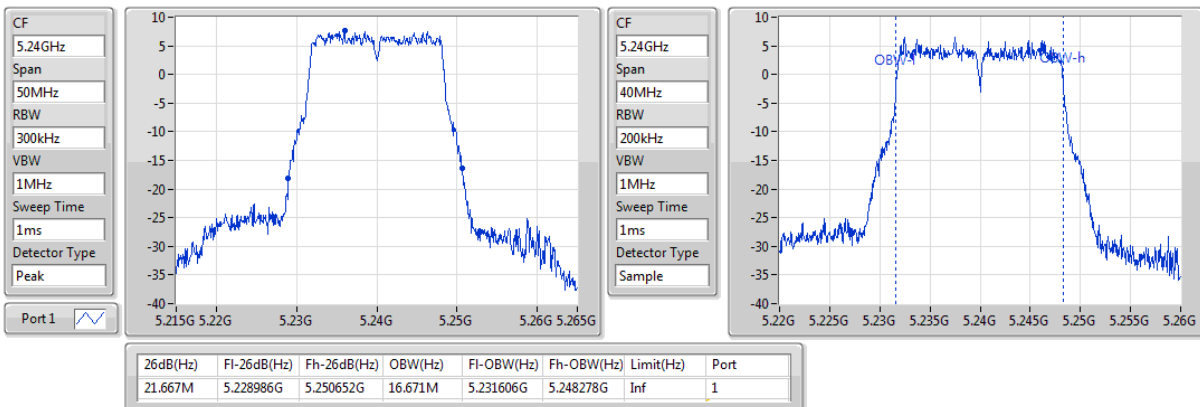 CF
5.24GHz
Span
50MHz
RBW
300kHz
VBW
1MHz
Sweep Time
1ms
Detector Type
Peak
Port 1
10
5
0
-5
-10
-15
-20
-25
-30
-35
-40
5.215G 5.22G 5.23G 5.24G 5.25G 5.26G 5.265G
CF
5.24GHz
Span
40MHz
RBW
200kHz
VBW
1MHz
Sweep Time
1ms
Detector Type
Sample
10
5
0
-5
-10
-15
-20
-25
-30
-35
-40
OBW-l OBW-h
5.22G 5.225G 5.23G 5.235G 5.24G 5.245G 5.25G 5.255G 5.26G
26dB(Hz) Fl-26dB(Hz) Fh-26dB(Hz) OBW(Hz) Fl-OBW(Hz) Fh-OBW(Hz) Limit(Hz) Port
21.667M 5.228986G 5.250652G 16.671M 5.231606G 5.248278G Inf 1